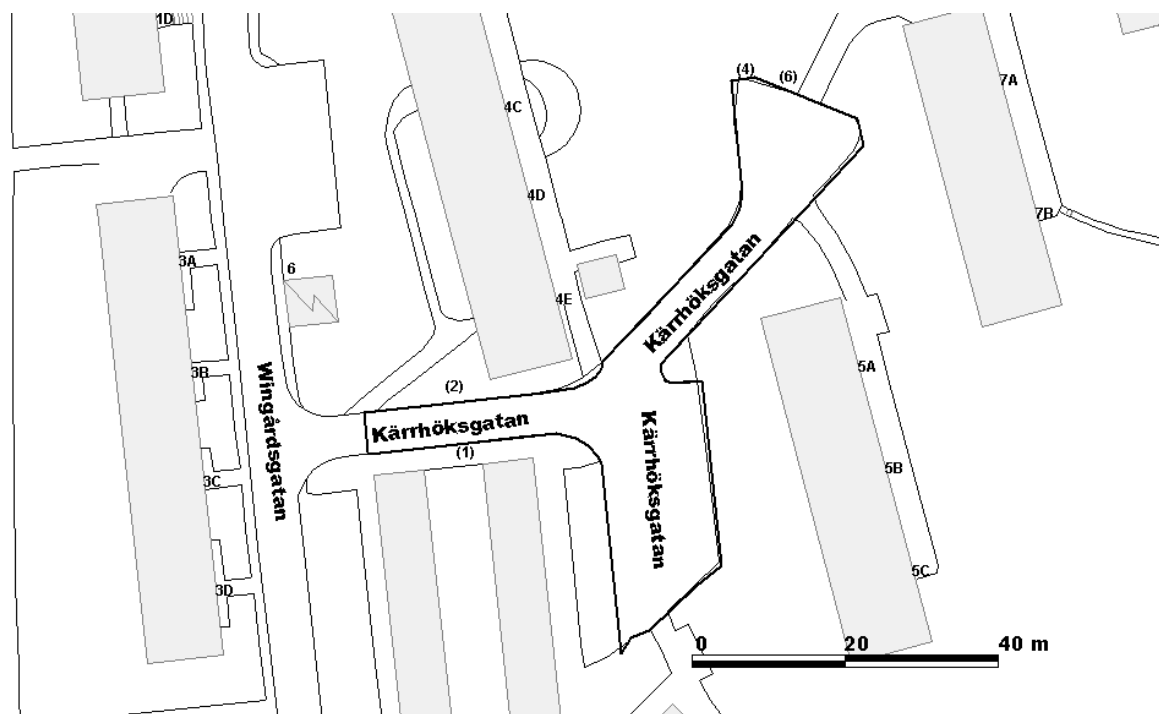 1D
(4)
(6)
7A
4C
4D
7B
3A
6
4E
Kärrhöksgatan
Wingårdsgatan
3B
(2)
5A
Kärrhöksgatan
Kärrhöksgatan
(1)
5B
3C
5C
3D
0 20 40 m